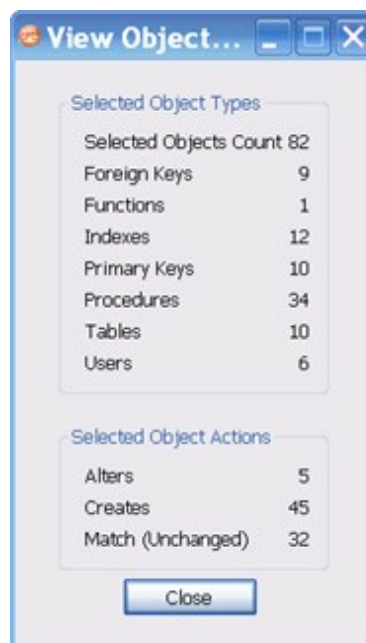 View Object...
Selected Object Types
Selected Objects Count 82
Foreign Keys 9
Functions 1
Indexes 12
Primary Keys 10
Procedures 34
Tables 10
Users 6
Selected Object Actions
Alters 5
Creates 45
Match (Unchanged) 32
Close